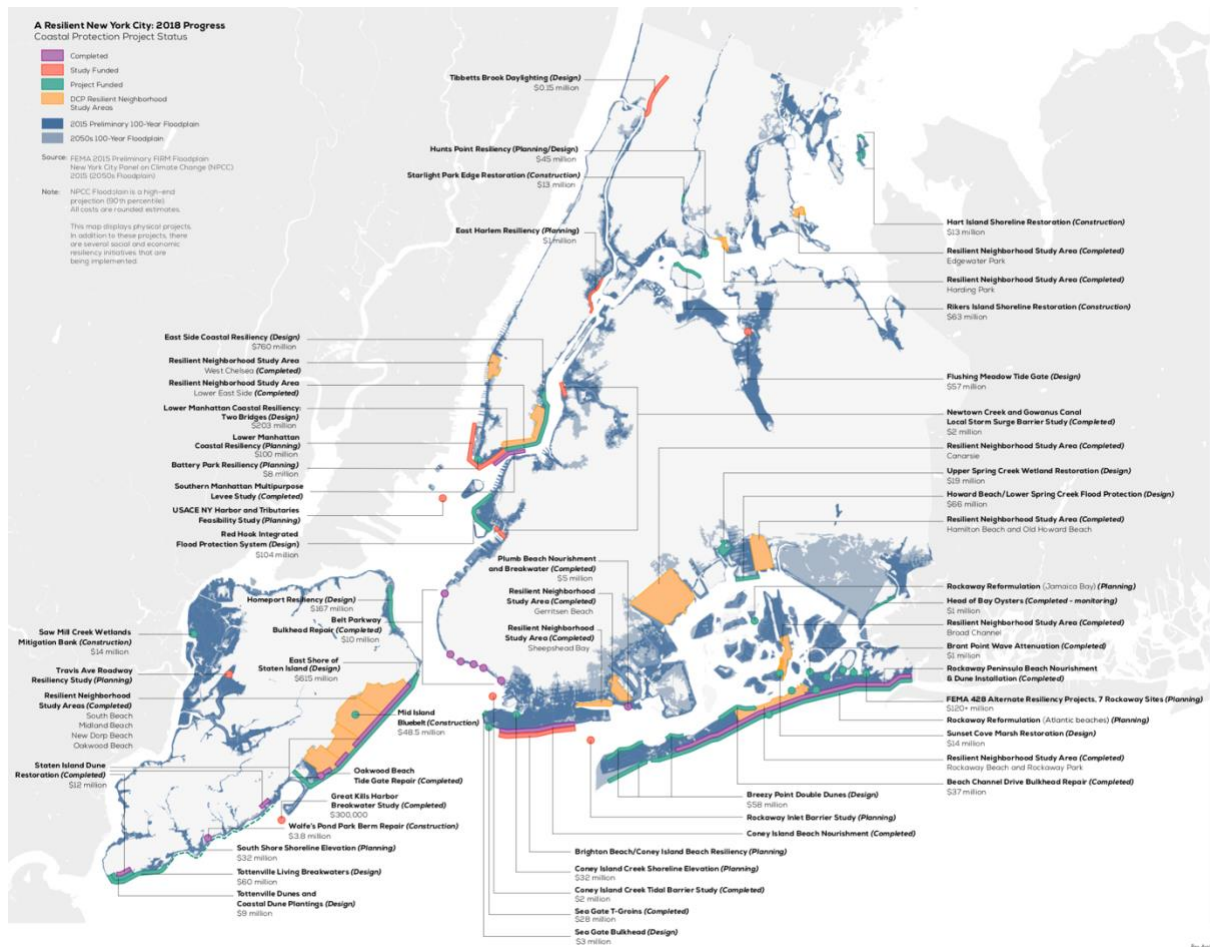 A Resilient New York City: 2018 Progress
Coastal Protection Project Status
Completed
Study Funded
Project Funded
DCP Resilient Neighborhood
Study Areas
2015 Preliminary 100-Year Floodplain
2050s 100-Year Floodplain
Source: FEMA 2015 Preliminary FIRM Floodplain
New York City Panel on Climate Change (NPCC)
2015 (2050s Floodplain)
Note: NPCC Floodplain is a high-end
projection (90th percentile)
All costs are rounded estimates.
This map displays physical projects.
In addition to these projects, there
are several social and economic
resiliency initiatives that are
being implemented.
Tibbetts Brook Daylighting (Design)
$0.15 million
Hunts Point Resiliency (Planning/Design)
$45 million
Starlight Park Edge Restoration (Construction)
$13 million
East Harlem Resiliency (Planning)
$1 million
East Side Coastal Resiliency (Design)
$760 million
Resilient Neighborhood Study Area
West Chelsea (Completed)
Resilient Neighborhood Study Area
Lower East Side (Completed)
Lower Manhattan Coastal Resiliency:
Two Bridges (Design)
$203 million
Lower Manhattan
Coastal Resiliency (Planning)
$100 million
Battery Park Resiliency (Planning)
$8 million
Southern Manhattan Multipurpose
Levee Study (Completed)
USACE NY Harbor and Tributaries
Feasibility Study (Planning)
Red Hook Integrated
Flood Protection System (Design)
$104 million
Hart Island Shoreline Restoration (Construction)
$13 million
Resilient Neighborhood Study Area (Completed)
Edgewater Park
Resilient Neighborhood Study Area (Completed)
Harding Park
Rikers Island Shoreline Restoration (Construction)
$63 million
Flushing Meadow Tide Gate (Design)
$57 million
Newtown Creek and Gowanus Canal
Local Storm Surge Barrier Study (Completed)
$2 million
Resilient Neighborhood Study Area (Completed)
Canarsie
Upper Spring Creek Wetland Restoration (Design)
$19 million
Howard Beach/Lower Spring Creek Flood Protection (Design)
$66 million
Resilient Neighborhood Study Area (Completed)
Hamilton Beach and Old Howard Beach
Plumb Beach Nourishment
and Breakwater (Completed)
$5 million
Resilient Neighborhood
Study Area (Completed)
Gerritsen Beach
Resilient Neighborhood
Study Area (Completed)
Sheepshead Bay
Homeport Resiliency (Design)
$167 million
Belt Parkway
Bulkhead Repair (Completed)
$10 million
East Shore of
Staten Island (Design)
$615 million
Mid Island
Bluebelt (Construction)
$48.5 million
Saw Mill Creek Wetlands
Mitigation Bank (Construction)
$14 million
Travis Ave Roadway
Resiliency Study (Planning)
Resilient Neighborhood
Study Areas (Completed)
South Beach
Midland Beach
New Dorp Beach
Oakwood Beach
Staten Island Dune
Restoration (Completed)
$12 million
Oakwood Beach
Tide Gate Repair (Completed)
Great Kills Harbor
Breakwater Study (Completed)
$300,000
Wolfe's Pond Park Berm Repair (Construction)
$3.8 million
South Shore Shoreline Elevation (Planning)
$32 million
Tottenville Living Breakwaters (Design)
$60 million
Tottenville Dunes and
Coastal Dune Plantings (Design)
$9 million
Rockaway Reformulation (Jamaica Bay) (Planning)
Head of Bay Oysters (Completed - monitoring)
$1 million
Resilient Neighborhood Study Area (Completed)
Broad Channel
Brant Point Wave Attenuation (Completed)
$1 million
Rockaway Peninsula Beach Nourishment
& Dune Installation (Completed)
FEMA 428 Alternate Resiliency Projects, 7 Rockaway Sites (Planning)
$120+ million
Rockaway Reformulation (Atlantic beaches) (Planning)
Sunset Cove Marsh Restoration (Design)
$14 million
Resilient Neighborhood Study Area (Completed)
Rockaway Beach and Rockaway Park
Beach Channel Drive Bulkhead Repair (Completed)
$37 million
Breezy Point Double Dunes (Design)
$58 million
Rockaway Inlet Barrier Study (Planning)
Coney Island Beach Nourishment (Completed)
Brighton Beach/Coney Island Beach Resiliency (Planning)
Coney Island Creek Shoreline Elevation (Planning)
$32 million
Coney Island Creek Tidal Barrier Study (Completed)
$2 million
Sea Gate T-Groins (Completed)
$28 million
Sea Gate Bulkhead (Design)
$3 million